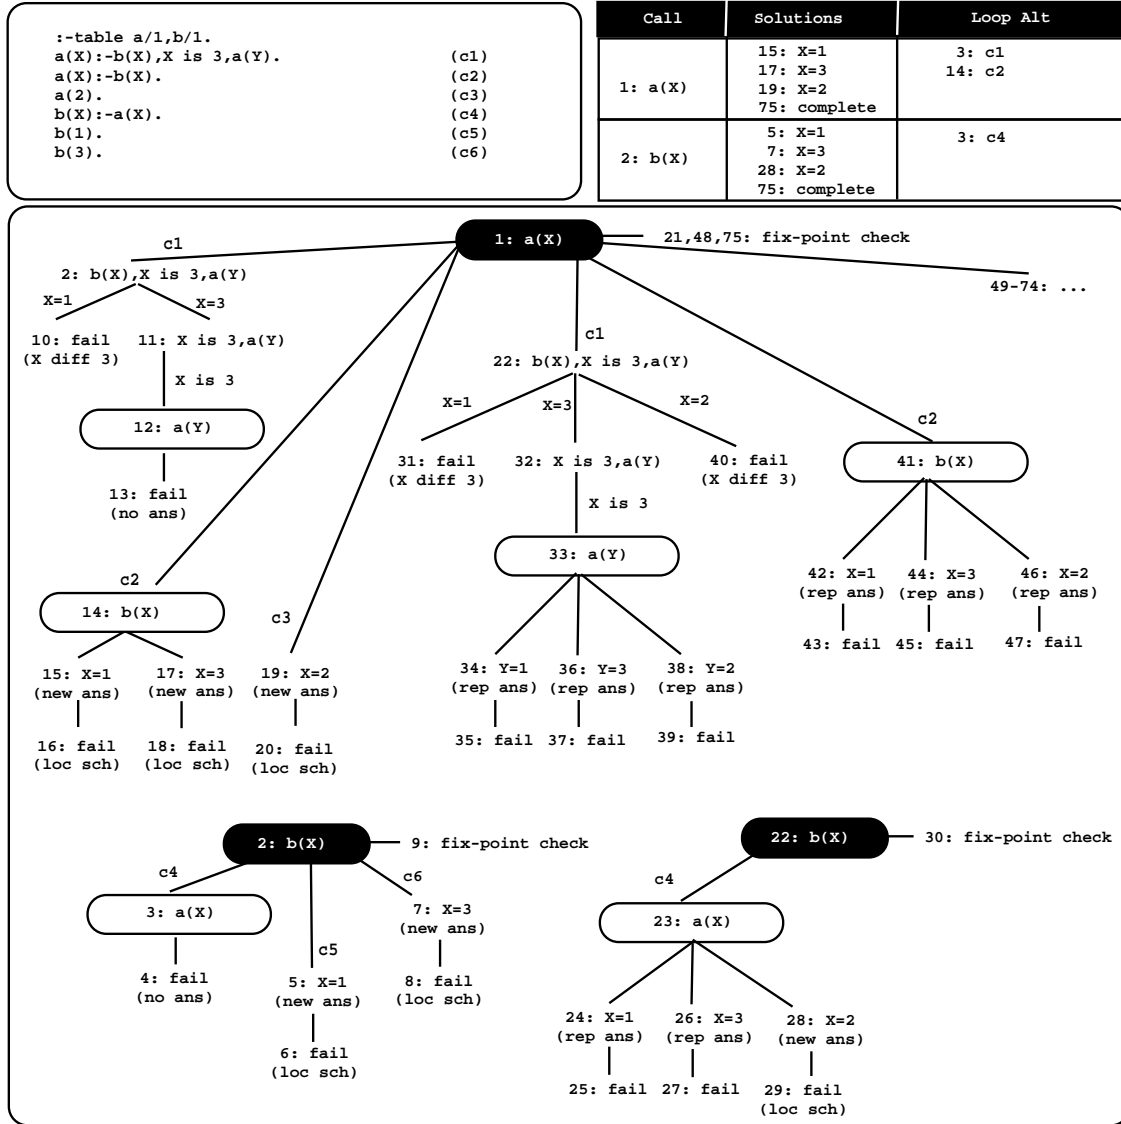 :-table a/1,b/1.
a(X):-b(X),X is 3,a(Y). (c1)
a(X):-b(X). (c2)
a(2). (c3)
b(X):-a(X). (c4)
b(1). (c5)
b(3). (c6)
Call Solutions Loop Alt
1: a(X)
15: X=1
17: X=3
19: X=2
75: complete
3: c1
14: c2
2: b(X)
5: X=1
7: X=3
28: X=2
75: complete
3: c4
1: a(X)
21,48,75: fix-point check
c1
2: b(X),X is 3,a(Y)
X=1
X=3
10: fail
(X diff 3)
11: X is 3,a(Y)
X is 3
12: a(Y)
13: fail
(no ans)
c2
14: b(X)
15: X=1
(new ans)
16: fail
(loc sch)
17: X=3
(new ans)
18: fail
(loc sch)
c3
19: X=2
(new ans)
20: fail
(loc sch)
c1
22: b(X),X is 3,a(Y)
X=1
X=3
X=2
31: fail
(X diff 3)
32: X is 3,a(Y)
40: fail
(X diff 3)
X is 3
33: a(Y)
34: Y=1
(rep ans)
35: fail
36: Y=3
(rep ans)
37: fail
38: Y=2
(rep ans)
39: fail
c2
41: b(X)
42: X=1
(rep ans)
43: fail
44: X=3
(rep ans)
45: fail
46: X=2
(rep ans)
47: fail
49-74: ...
2: b(X)
9: fix-point check
c4
3: a(X)
4: fail
(no ans)
c5
5: X=1
(new ans)
6: fail
(loc sch)
c6
7: X=3
(new ans)
8: fail
(loc sch)
22: b(X)
30: fix-point check
c4
23: a(X)
24: X=1
(rep ans)
25: fail
26: X=3
(rep ans)
27: fail
28: X=2
(new ans)
29: fail
(loc sch)